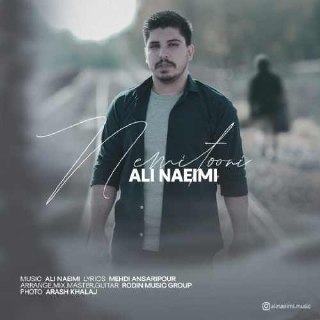 Nemitooni
ALI NAEIMI
MUSIC ALI NAEIMI LYRICS MEHDI ANSARIPOUR
ARRANGE,MIX,MASTER,GUITAR RODIN MUSIC GROUP
PHOTO ARASH KHALAJ
alinaeimi.music